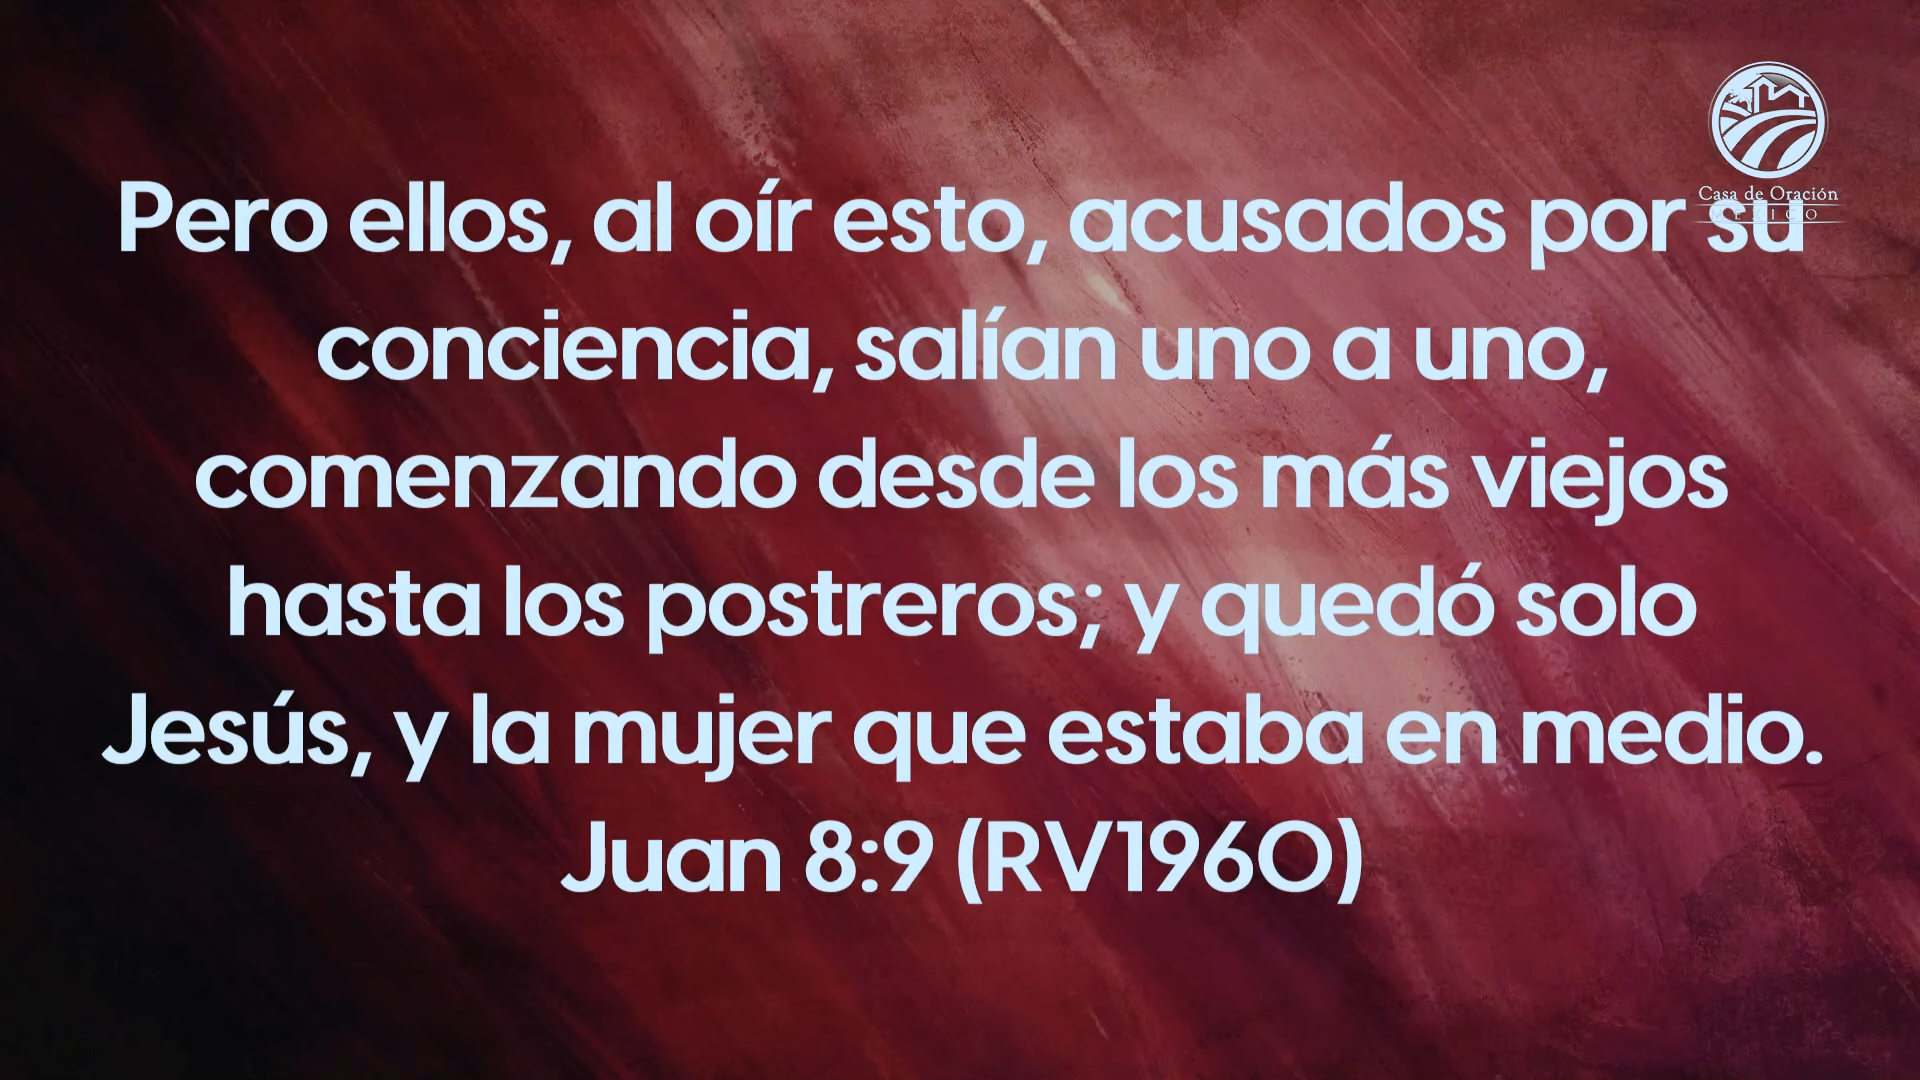 Casa de Oración
MÉXICO
Pero ellos, al oír esto, acusados por su
conciencia, salían uno a uno,
comenzando desde los más viejos
hasta los postreros; y quedó solo
Jesús, y la mujer que estaba en medio.
Juan 8:9 (RV1960)